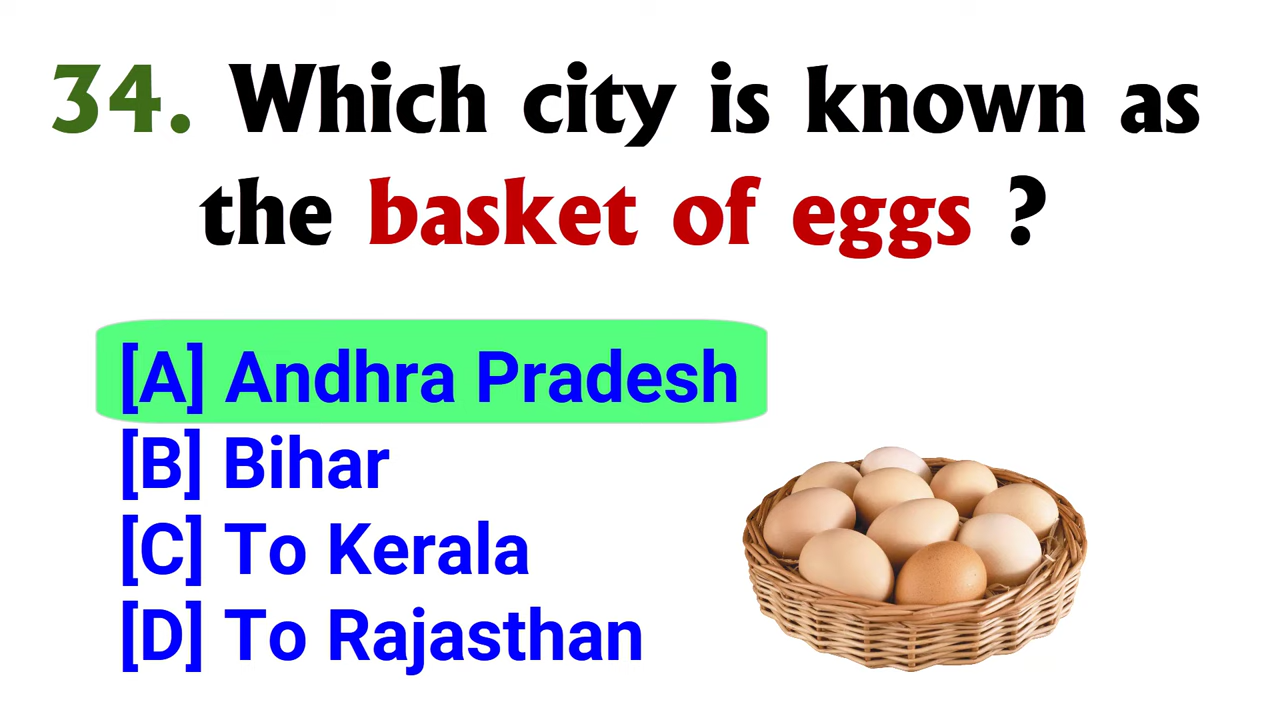 34. Which city is known as
the basket of eggs ?
[A] Andhra Pradesh
[B] Bihar
[C] To Kerala
[D] To Rajasthan